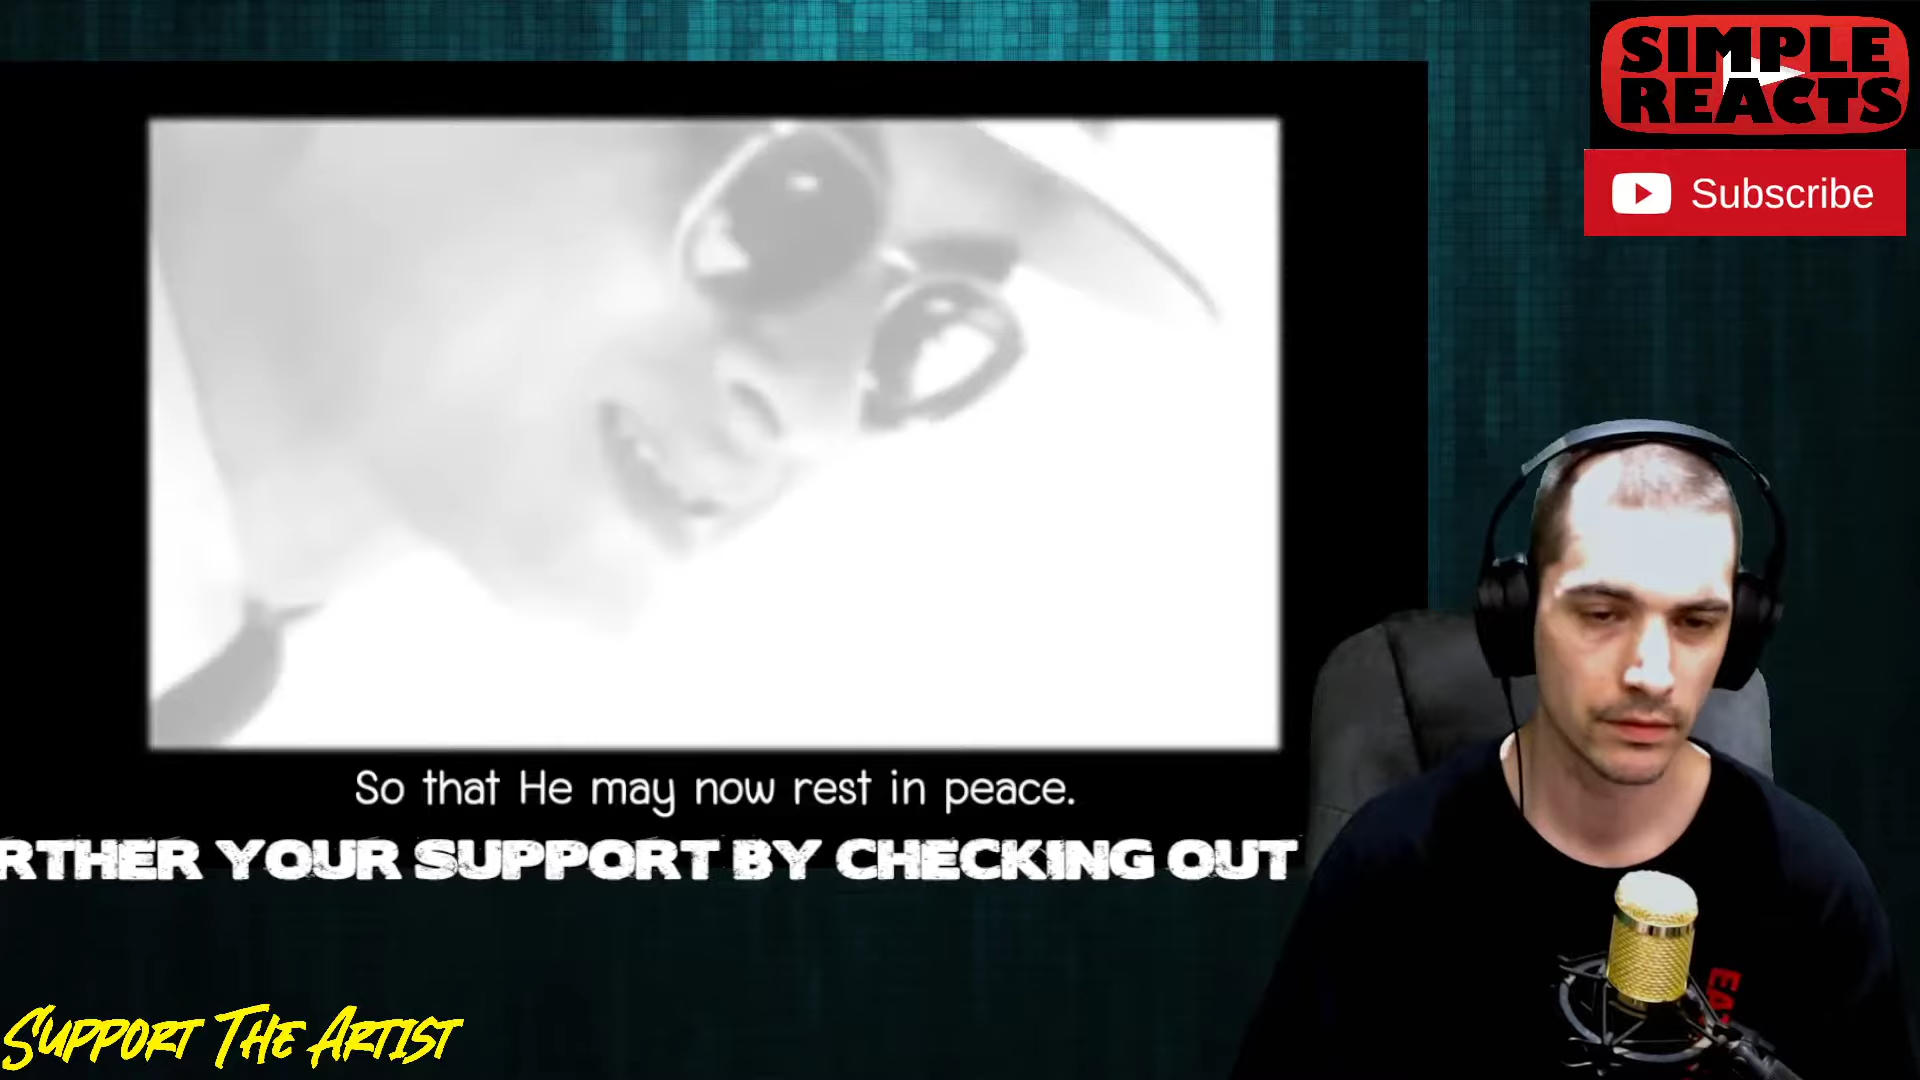 SIMPLE
REACTS
Subscribe
So that He may now rest in peace.
RTHER YOUR SUPPORT BY CHECKING OUT
SUPPORT THE ARTIST